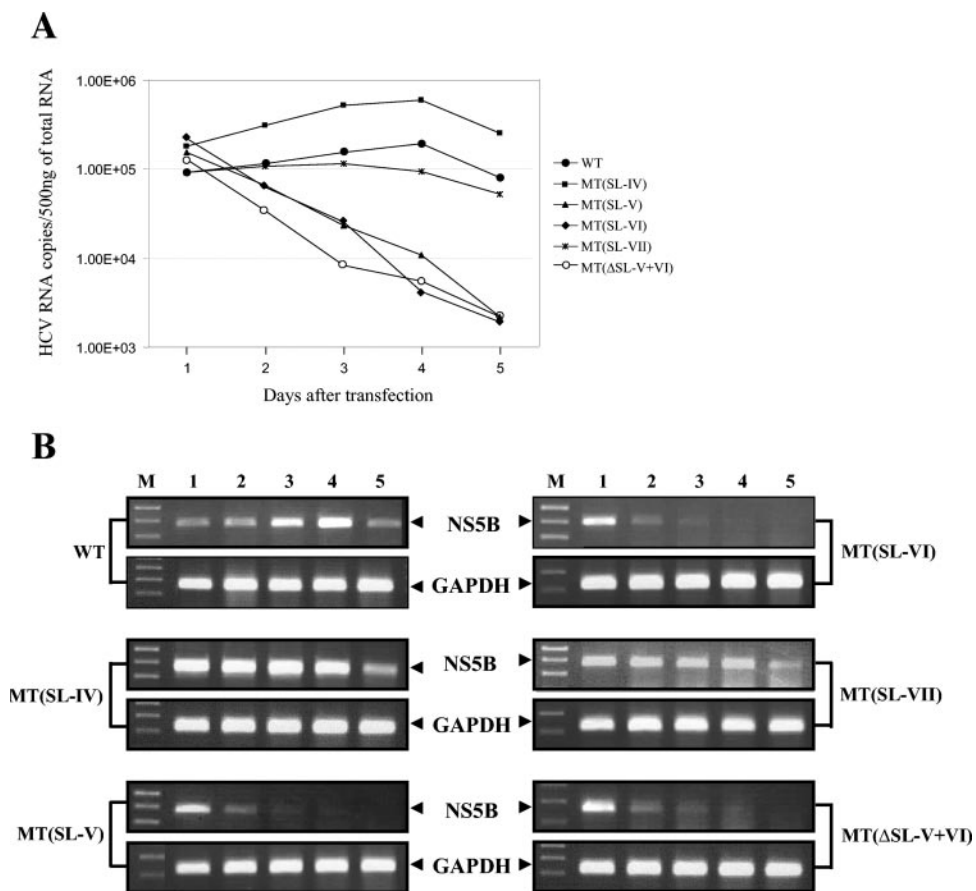 A
HCV RNA copies/500ng of total RNA
1.00E+06
1.00E+05
1.00E+04
1.00E+03
1 2 3 4 5
Days after transfection
WT
MT(SL-IV)
MT(SL-V)
MT(SL-VI)
MT(SL-VII)
MT(ΔSL-V+VI)
B
M 1 2 3 4 5
M 1 2 3 4 5
WT
NS5B
GAPDH
MT(SL-VI)
MT(SL-IV)
NS5B
GAPDH
MT(SL-VII)
MT(SL-V)
NS5B
GAPDH
MT(ΔSL-V+VI)